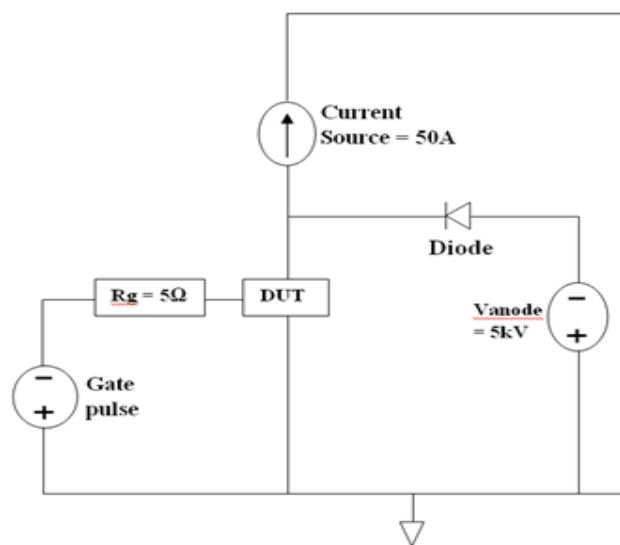 Current
Source = 50A
Diode
Rg = 5Ω
DUT
Vanode
= 5kV
Gate
pulse